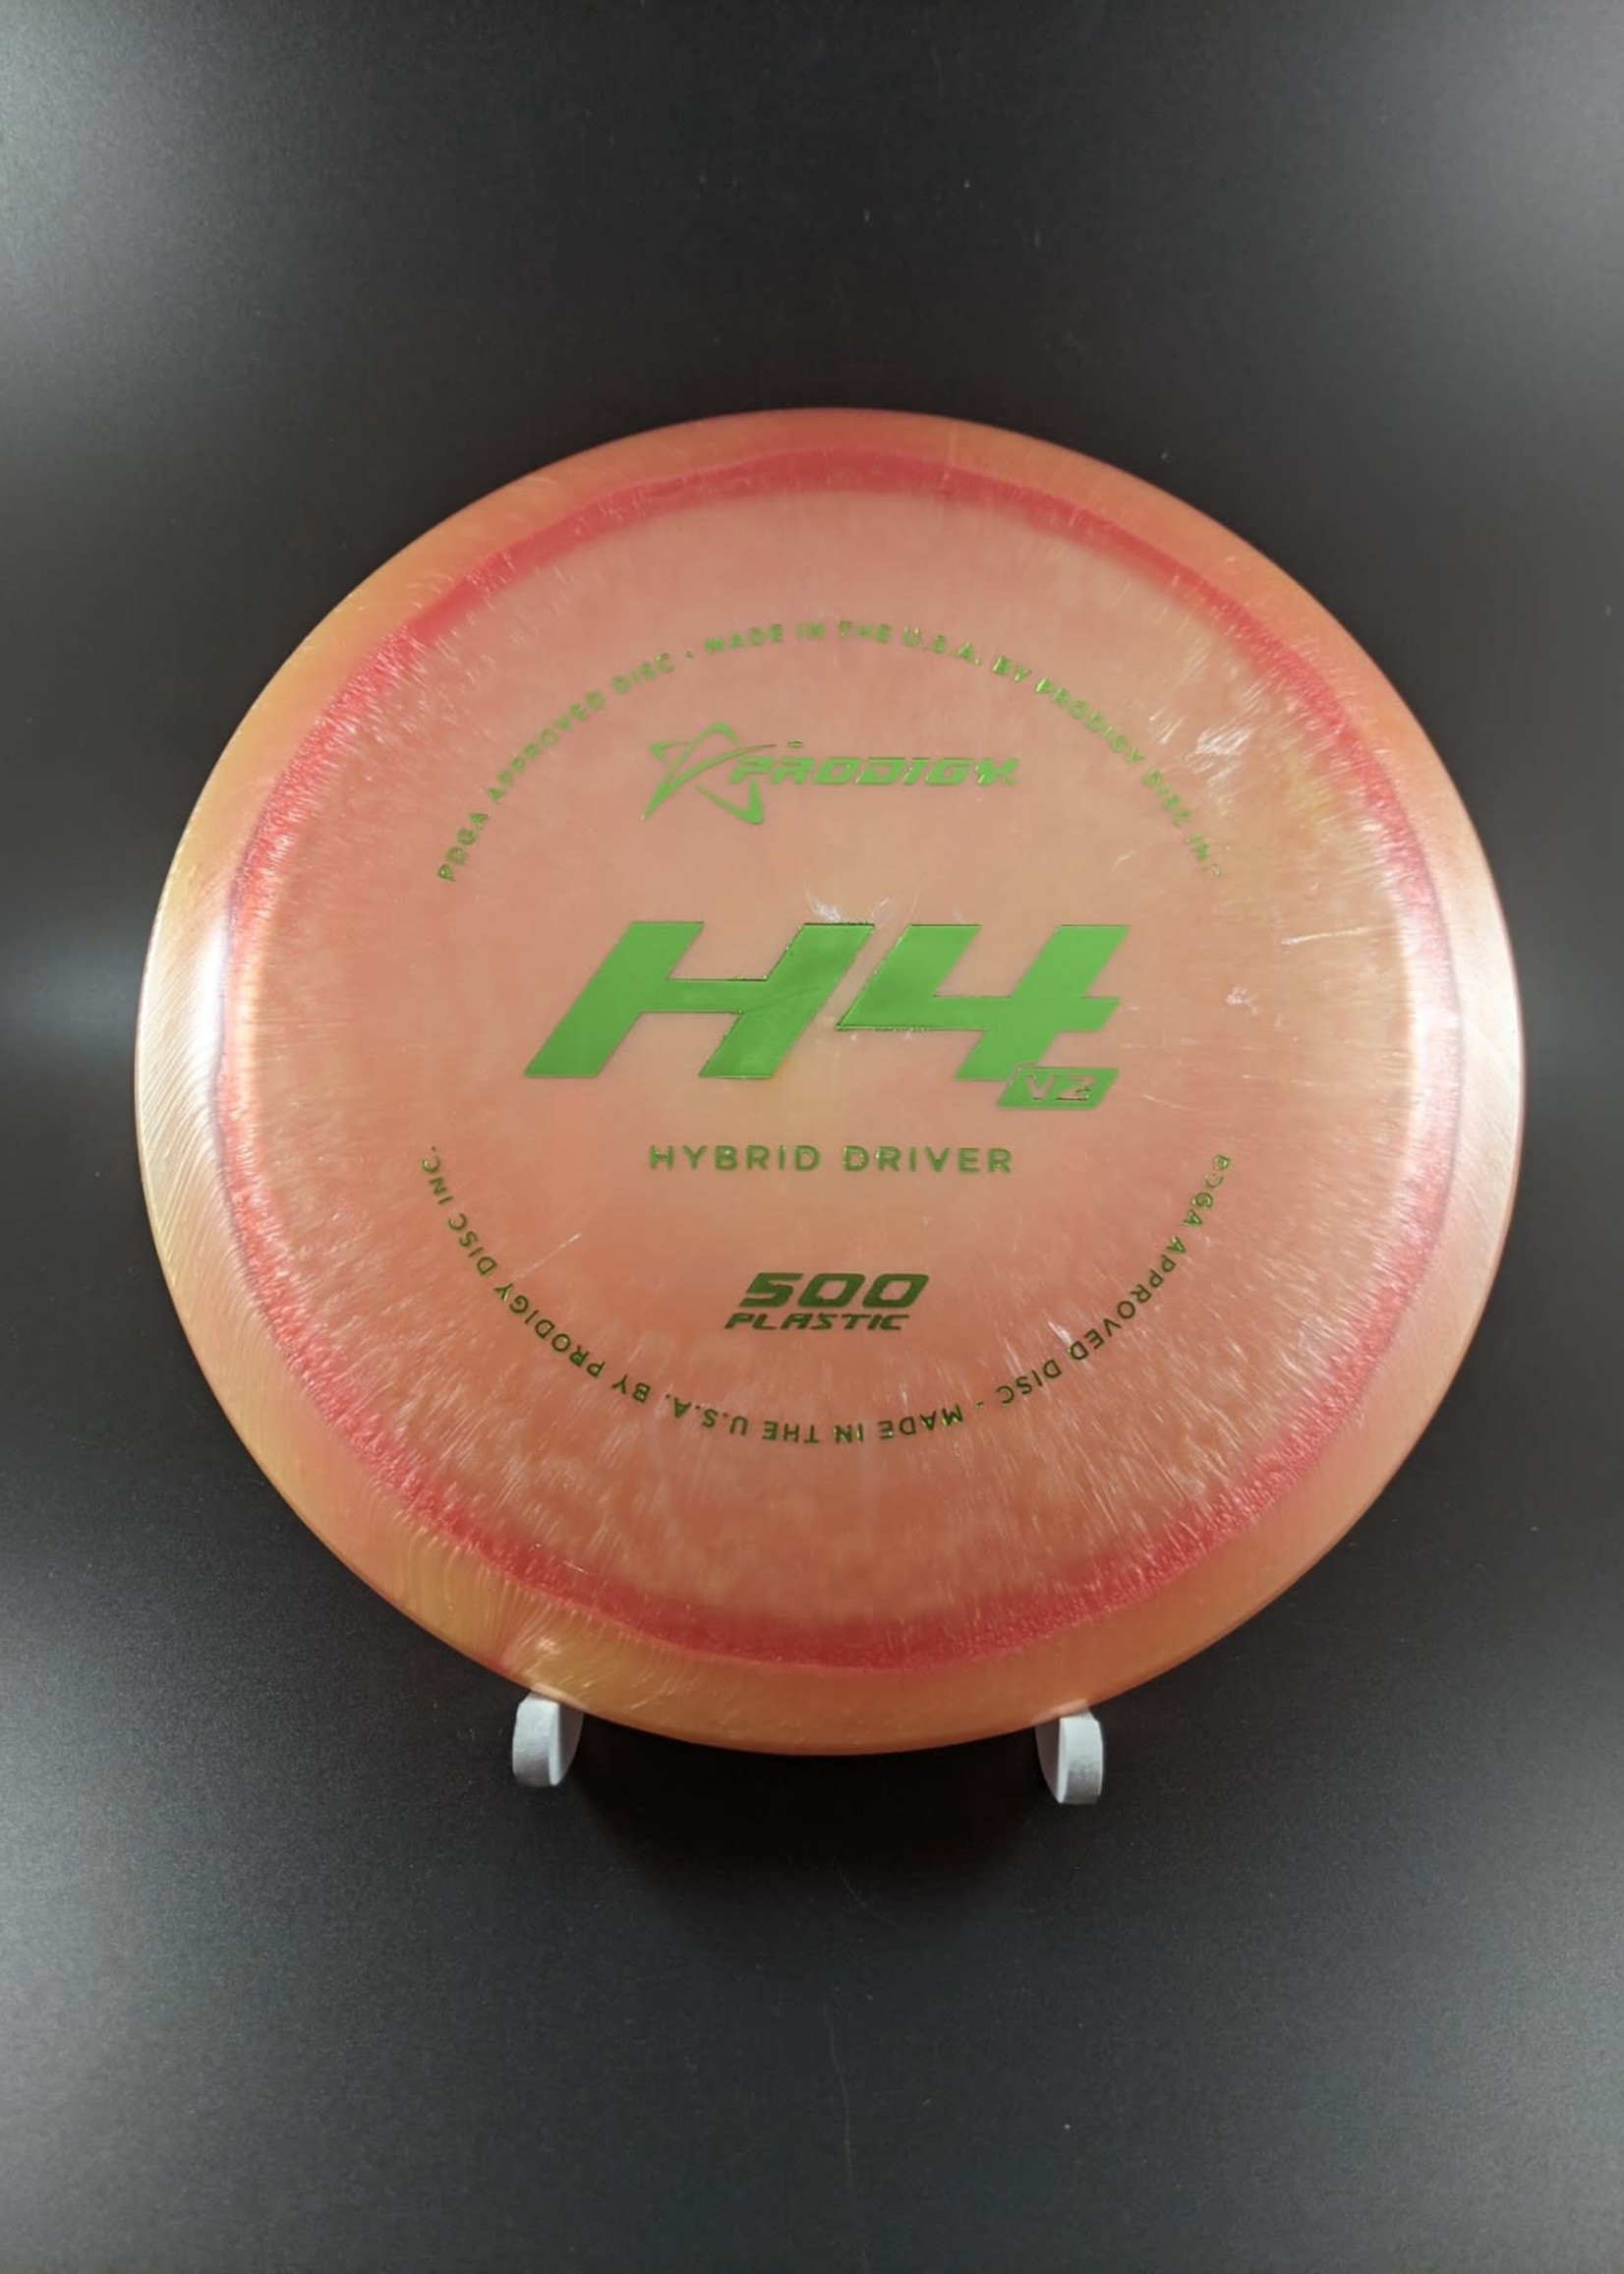 PDGA APPROVED DISC - MADE IN THE U.S.A. BY PRODIGY DISC INC.
PRODIGY
H4
V2
HYBRID DRIVER
500
PLASTIC
PDGA APPROVED DISC - MADE IN THE U.S.A. BY PRODIGY DISC INC.